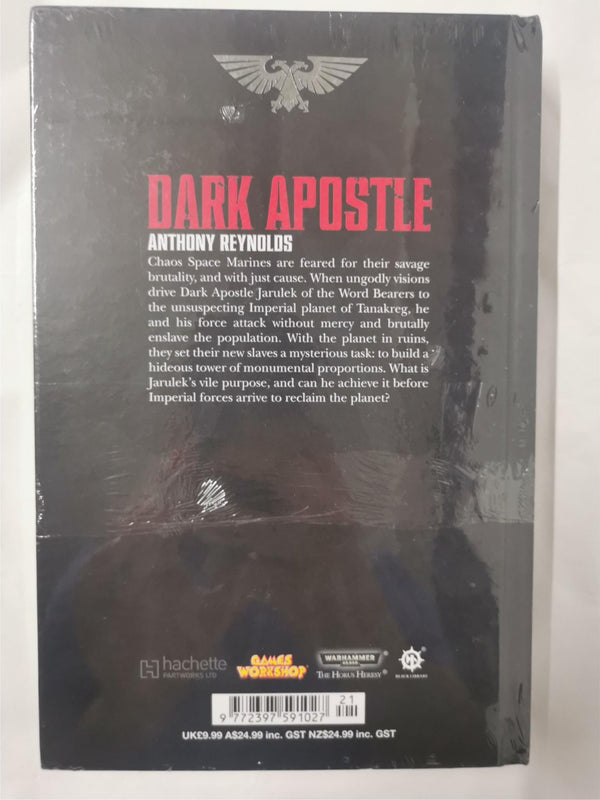 DARK APOSTLE
ANTHONY REYNOLDS
Chaos Space Marines are feared for their savage
brutality, and with just cause. When ungodly visions
drive Dark Apostle Jarulek of the Word Bearers to
the unsuspecting Imperial planet of Tanakreg, he
and his force attack without mercy and brutally
enslave the population. With the planet in ruins,
they set their new slaves a mysterious task: to build a
hideous tower of monumental proportions. What is
Jarulek's vile purpose, and can he achieve it before
Imperial forces arrive to reclaim the planet?
hachette
PARTWORKS LTD
GAMES
WORKSHOP
WARHAMMER
THE HORUS HERESY
BLACK LIBRARY
21
9 772397 591027
UK£9.99 A$24.99 inc. GST NZ$24.99 inc. GST